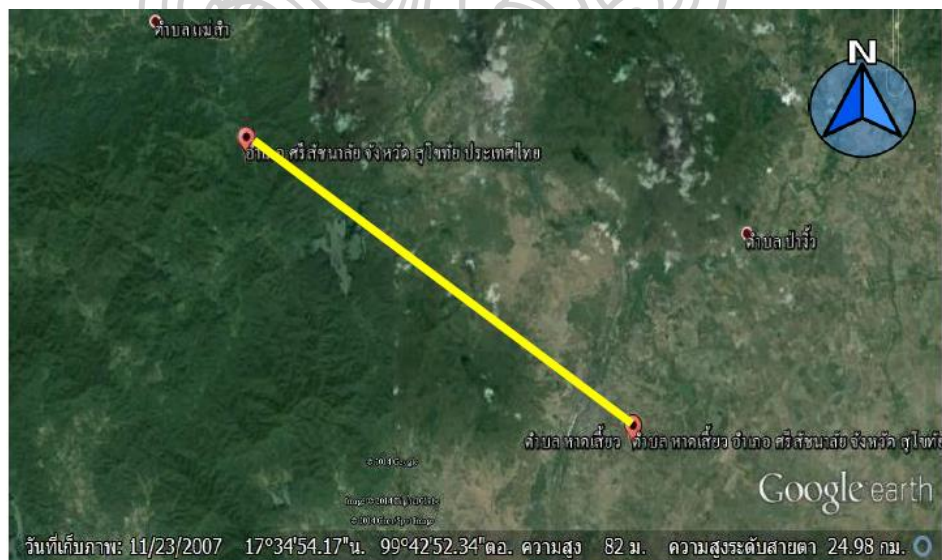 ตำบล แม่สำ
N
อำเภอ ศรีสัชนาลัย จังหวัด สุโขทัย ประเทศไทย
ตำบล ป่างิ้ว
ตำบล หาดเสี้ยว ตำบล หาดเสี้ยว อำเภอ ศรีสัชนาลัย จังหวัด สุโขทัย
© 2014 Google
Google earth
วันที่เก็บภาพ: 11/23/2007 17°34'54.17"น. 99°42'52.34"ตอ. ความสูง 82 ม. ความสูงระดับสายตา 24.98 กม.